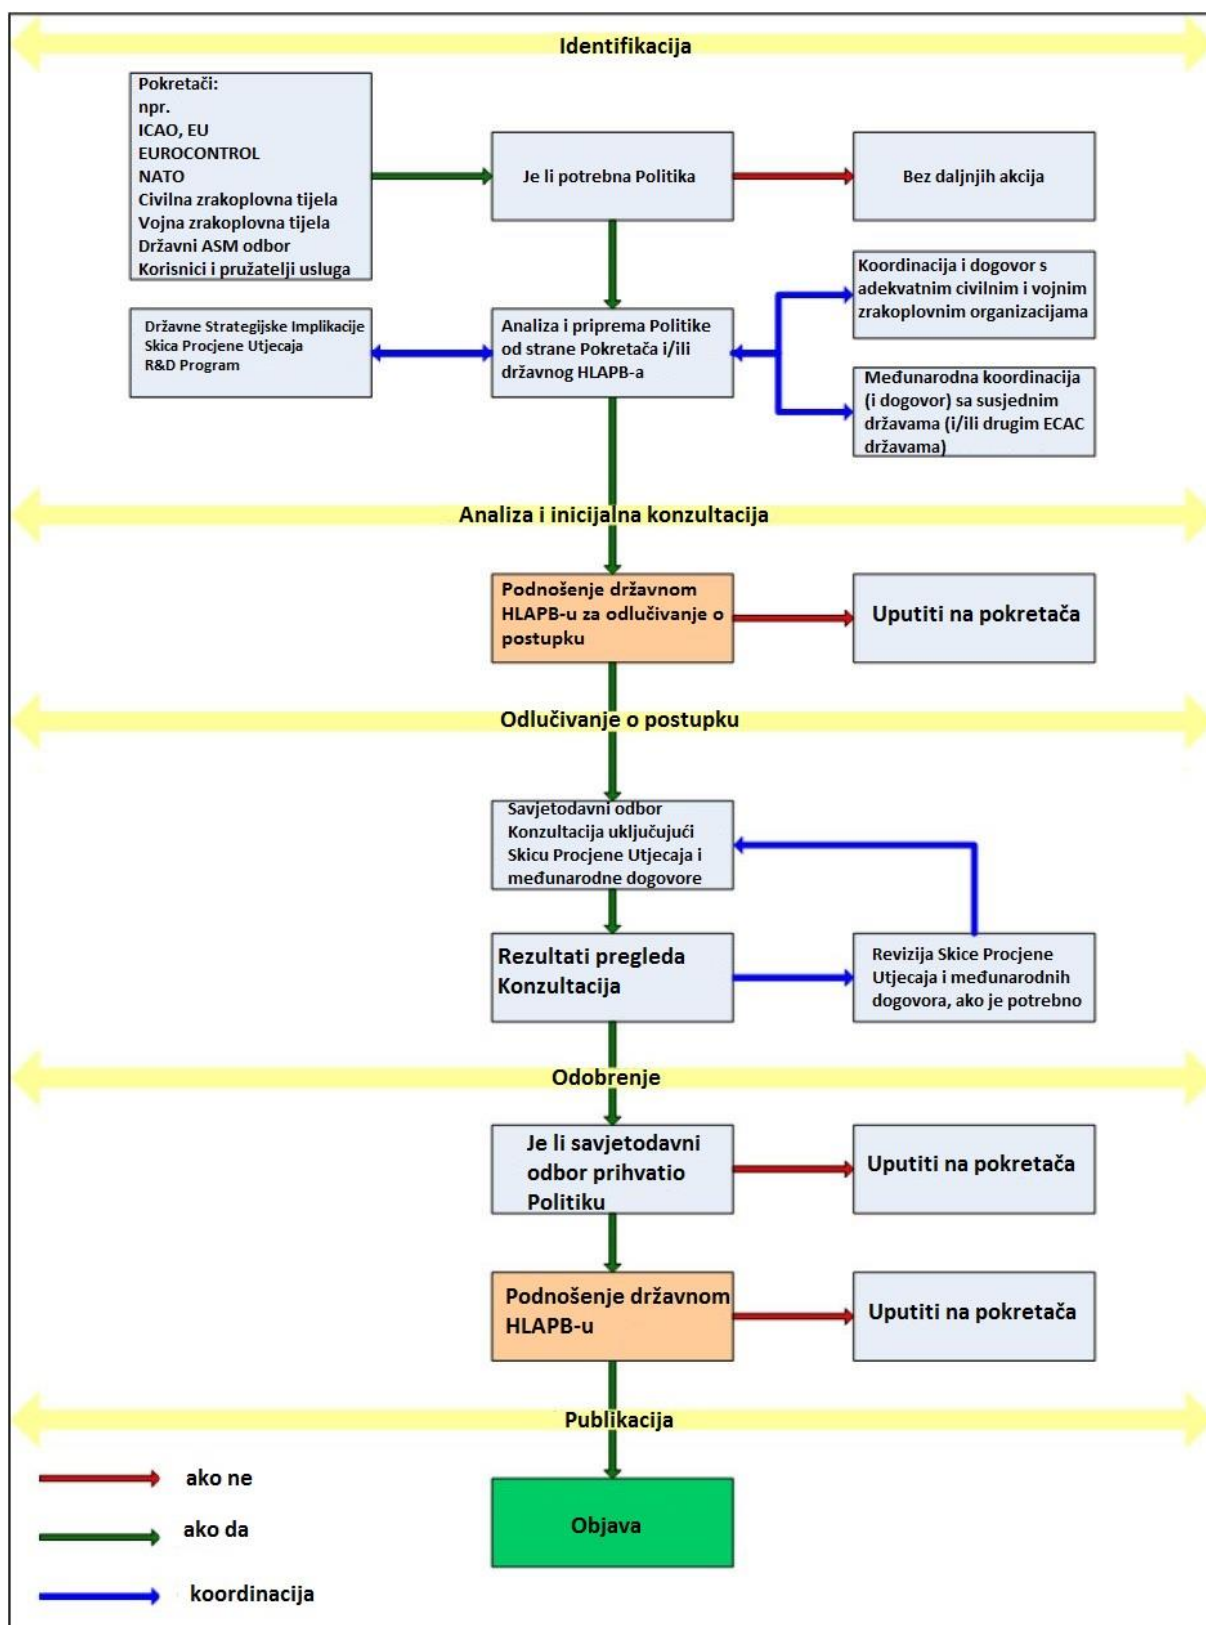 Identifikacija
Pokretači:
npr.
ICAO, EU
EUROCONTROL
NATO
Civilna zrakoplovna tijela
Vojna zrakoplovna tijela
Državni ASM odbor
Korisnici i pružatelji usluga
Je li potrebna Politika
Bez daljnjih akcija
Državne Strategijske Implikacije
Skica Procjene Utjecaja
R&D Program
Analiza i priprema Politike
od strane Pokretača i/ili
državnog HLAPB-a
Koordinacija i dogovor s
adekvatnim civilnim i vojnim
zrakoplovnim organizacijama
Međunarodna koordinacija
(i dogovor) sa susjednim
državama (i/ili drugim ECAC
državama)
Analiza i inicijalna konzultacija
Podnošenje državnom
HLAPB-u za odlučivanje o
postupku
Uputiti na pokretača
Odlučivanje o postupku
Savjetodavni odbor
Konzultacija uključujući
Skicu Procjene Utjecaja i
međunarodne dogovore
Rezultati pregleda
Konzultacija
Revizija Skice Procjene
Utjecaja i međunarodnih
dogovora, ako je potrebno
Odobrenje
Je li savjetodavni
odbor prihvatio
Politiku
Uputiti na pokretača
Podnošenje državnom
HLAPB-u
Uputiti na pokretača
Publikacija
Objava
ako ne
ako da
koordinacija